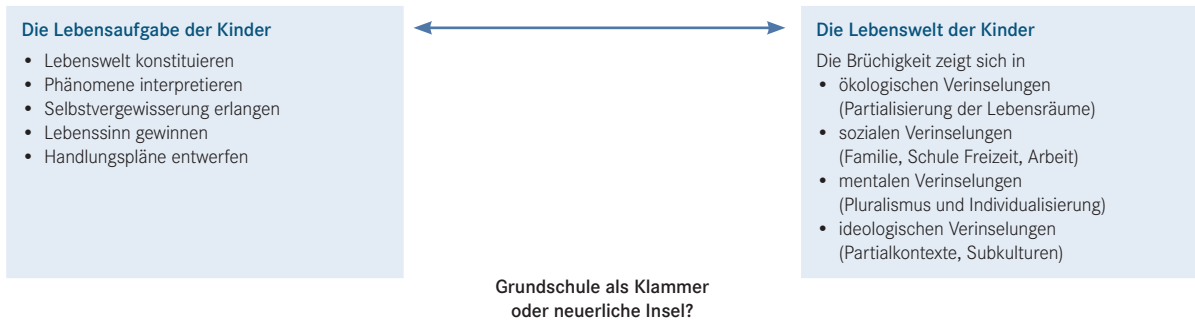 Die Lebensaufgabe der Kinder
• Lebenswelt konstituieren
• Phänomene interpretieren
• Selbstvergewisserung erlangen
• Lebenssinn gewinnen
• Handlungspläne entwerfen
Die Lebenswelt der Kinder
Die Brüchigkeit zeigt sich in
• ökologischen Verinselungen
(Partialisierung der Lebensräume)
• sozialen Verinselungen
(Familie, Schule Freizeit, Arbeit)
• mentalen Verinselungen
(Pluralismus und Individualisierung)
• ideologischen Verinselungen
(Partialkontexte, Subkulturen)
Grundschule als Klammer
oder neuerliche Insel?